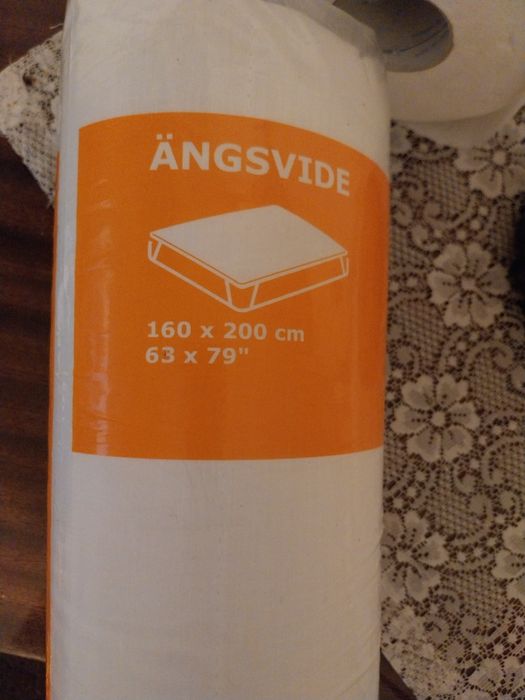 ÄNGSVIDE
160 x 200 cm
63 x 79"